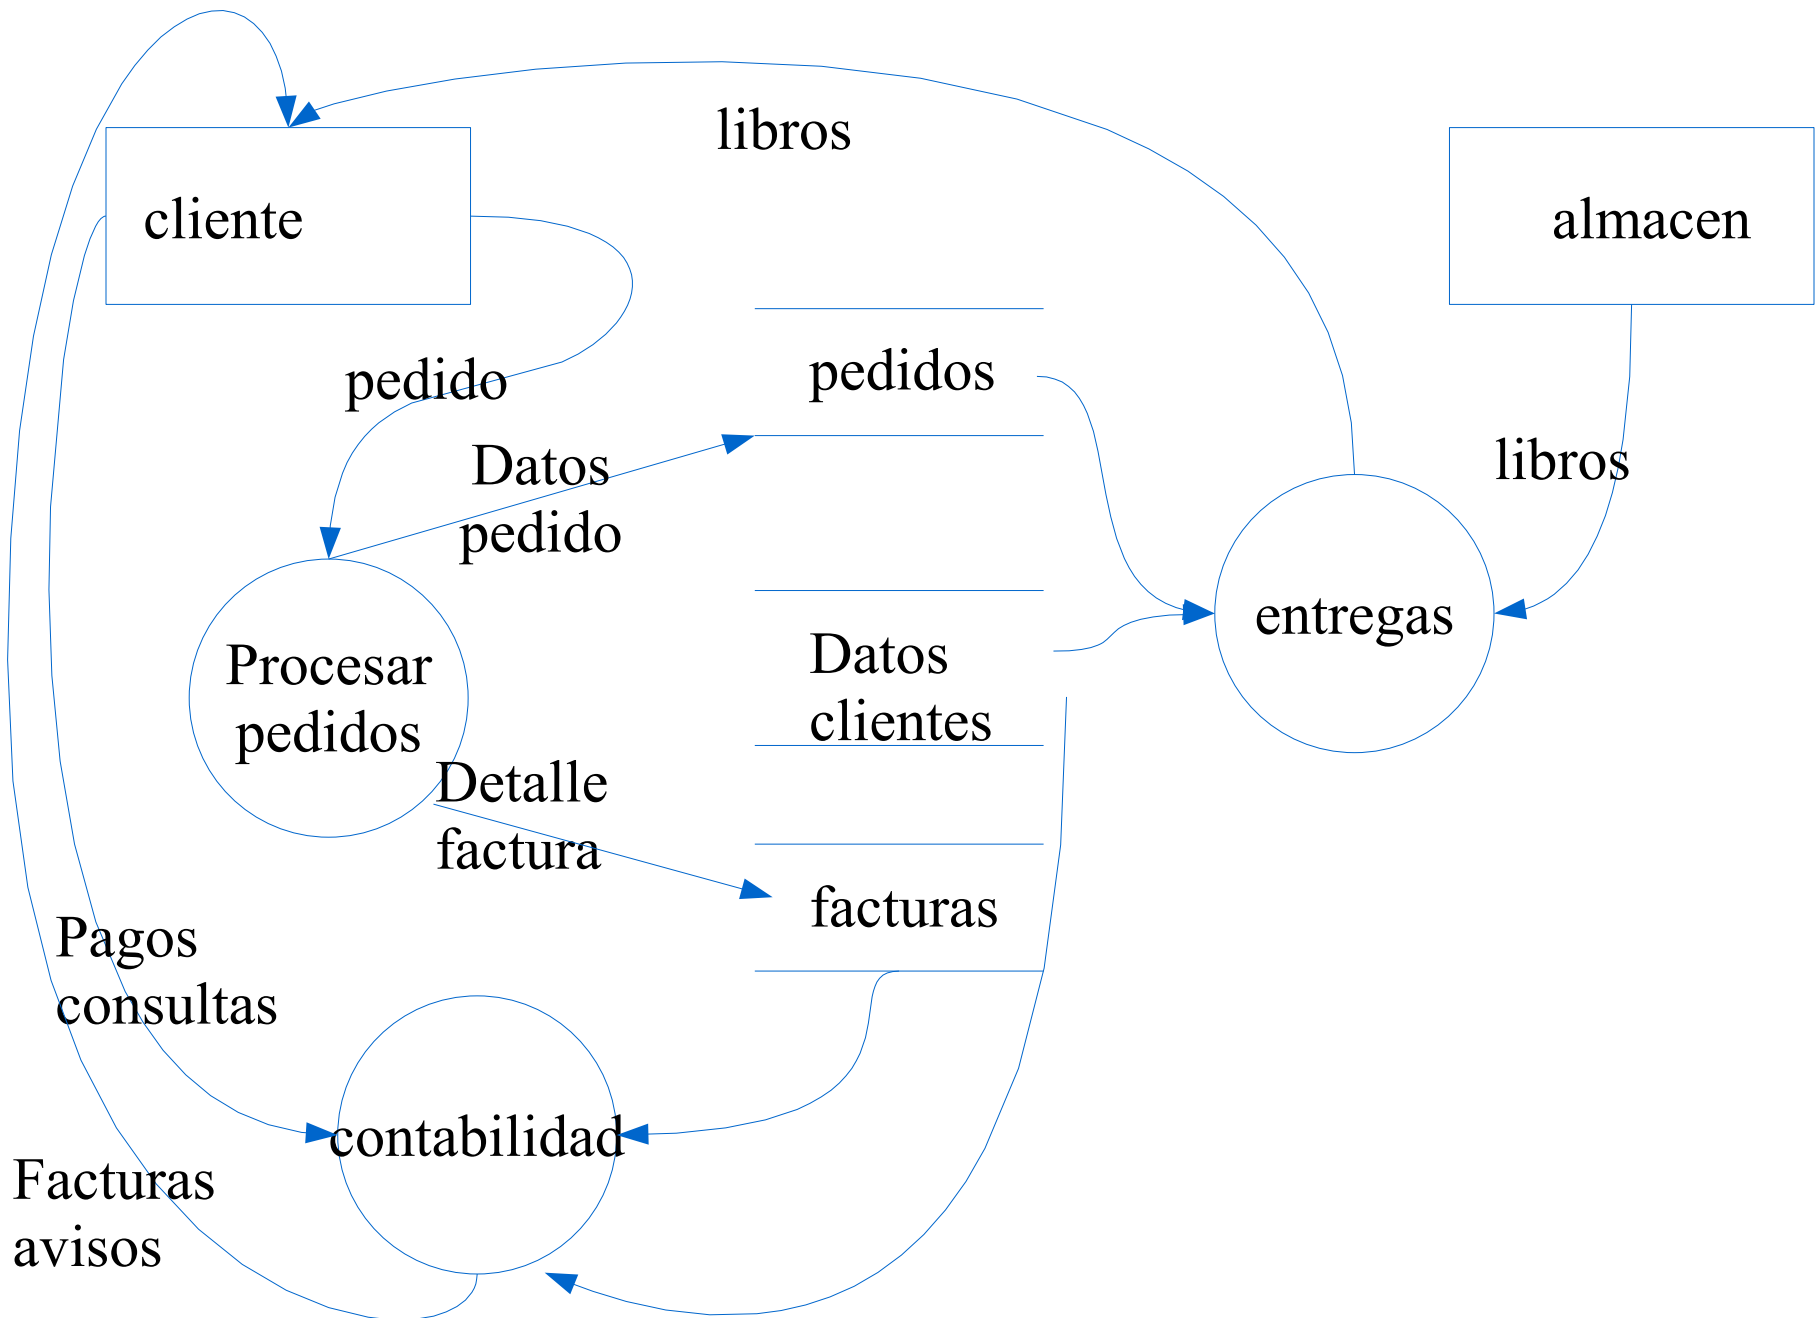 libros
cliente
almacen
pedidos
pedido
Datos
pedido
libros
entregas
Procesar
pedidos
Datos
clientes
Detalle
factura
facturas
Pagos
consultas
contabilidad
Facturas
avisos